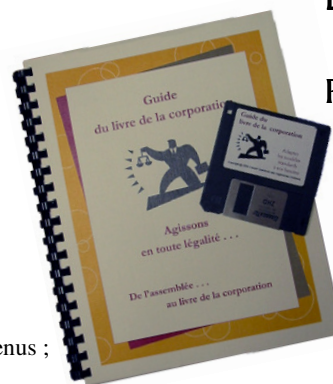 Guide
du livre de la corporation
Agissons
en toute légalité . . .
De l'assemblée . . .
au livre de la corporation
Guide du
livre de la corporation
enus ;